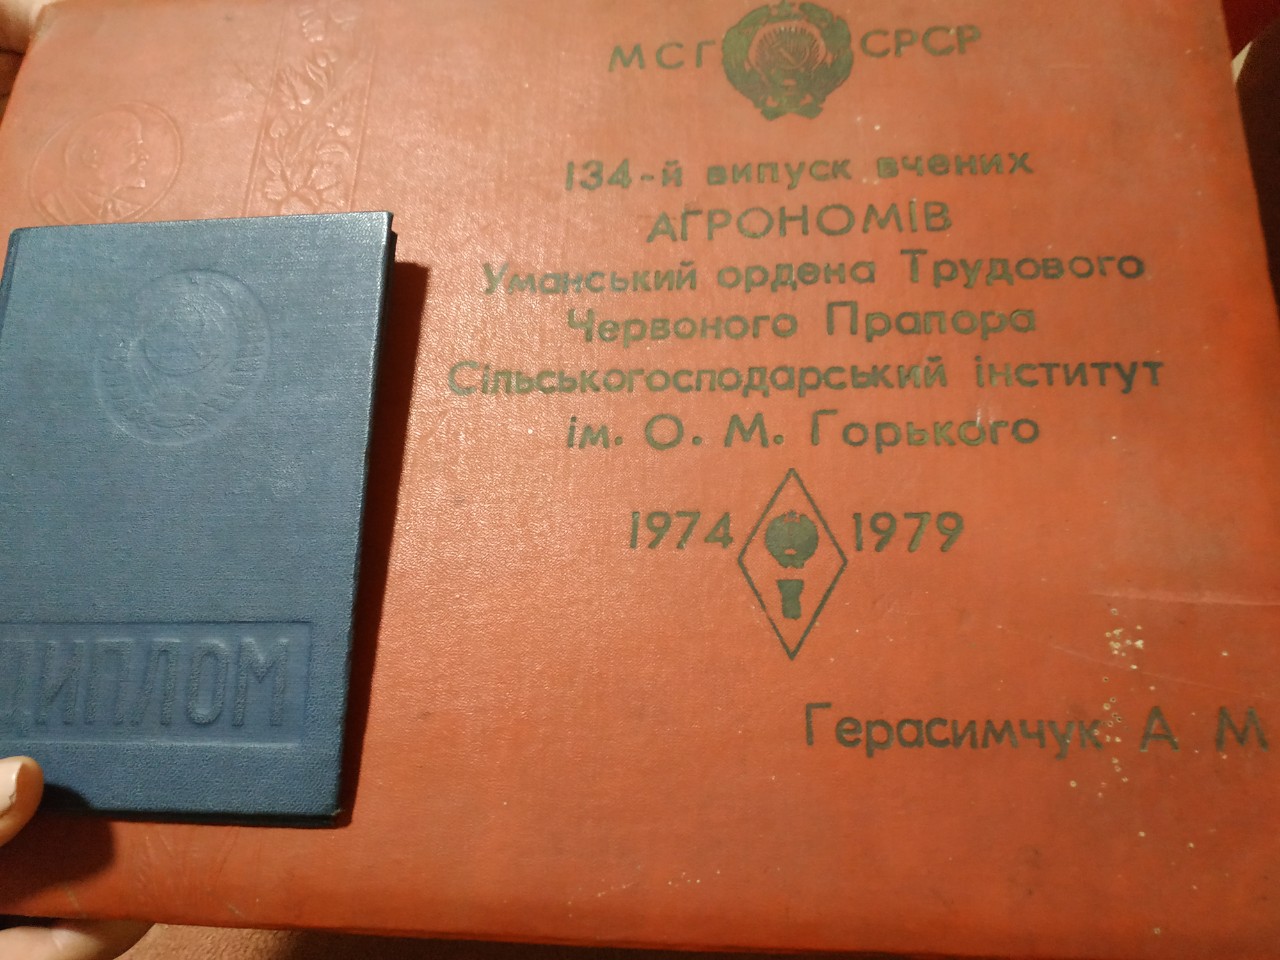 МСГ СРСР
134-й випуск вчених
АГРОНОМІВ
Уманський ордена Трудового
Червоного Прапора
Сільськогосподарський інститут
ім. О. М. Горького
1974 1979
Герасимчук А М
ДИПЛОМ